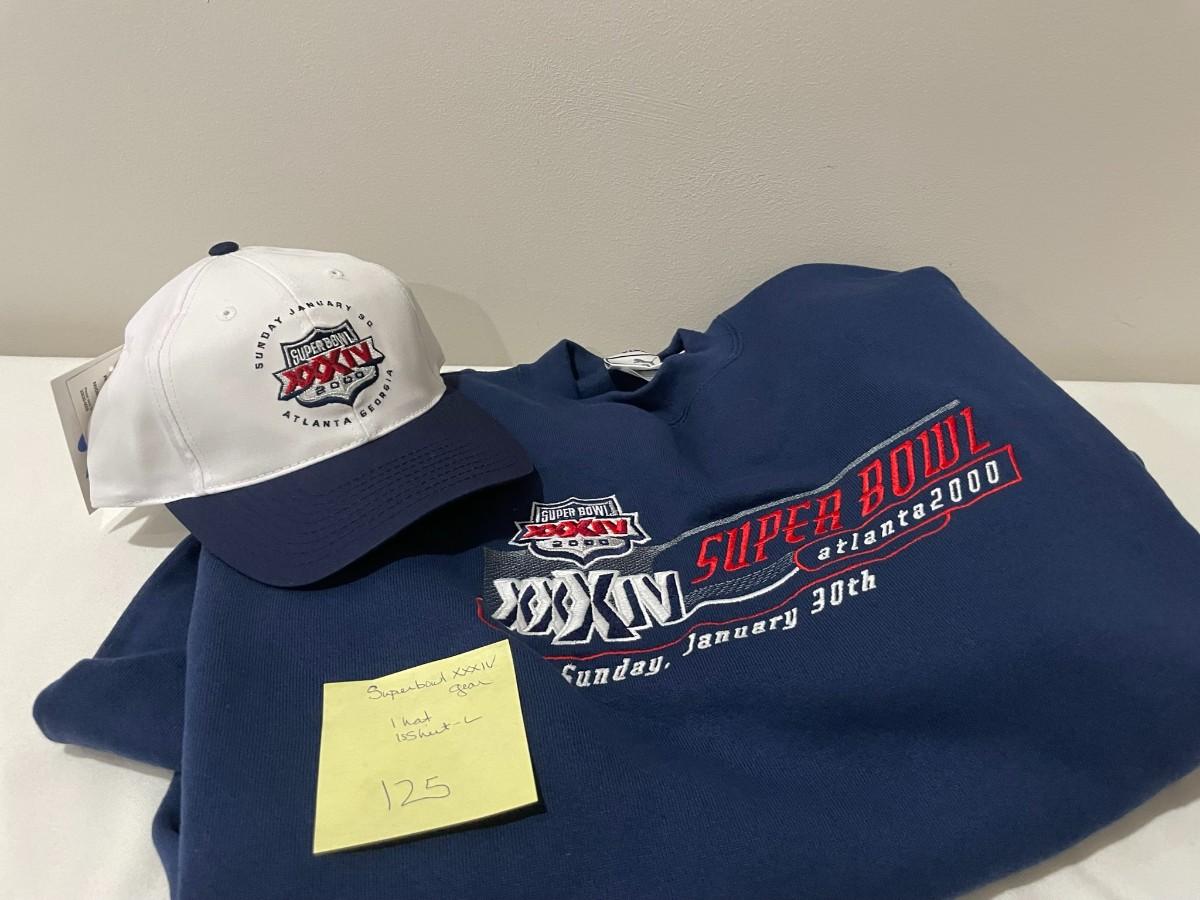 SUNDAY JANUARY 30
SUPER BOWL
XXXIV
2000
ATLANTA GEORGIA
SUPER BOWL
XXXIV
2000
XXXIV
SUPER BOWL
atlanta2000
Sunday, January 30th
Superbowl XXXIV
gear
1 hat
125